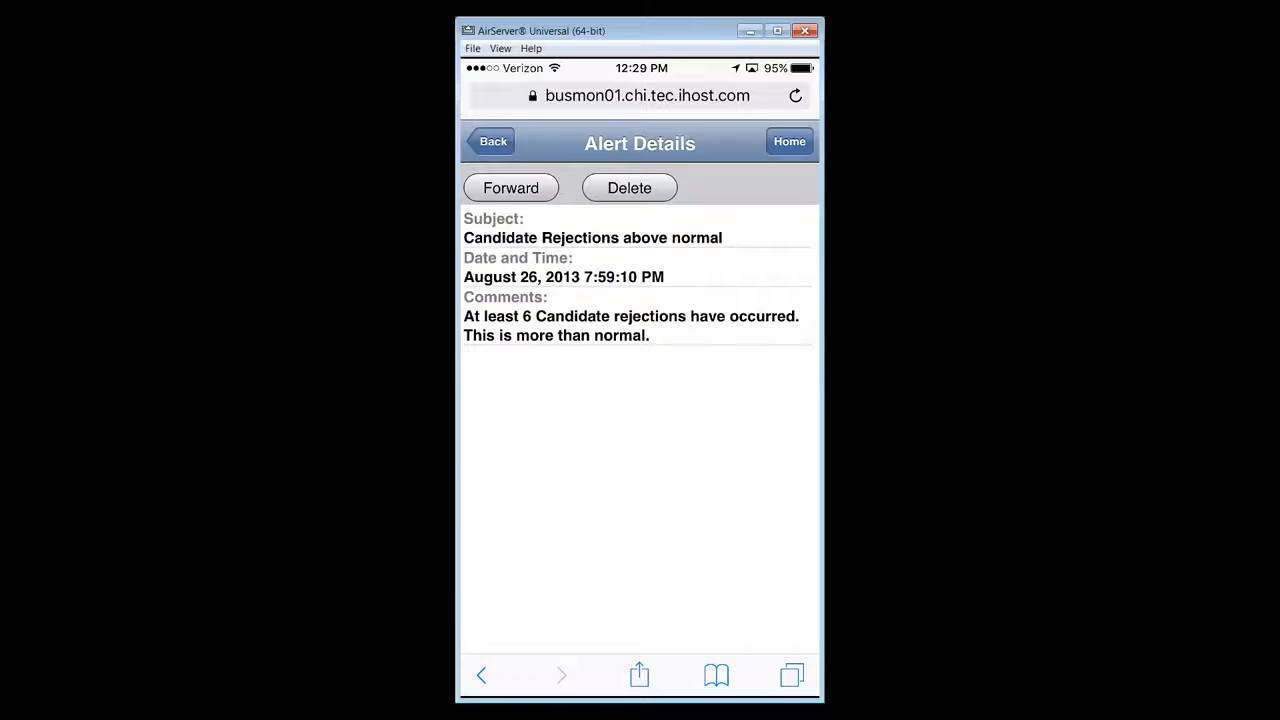 AirServer® Universal (64-bit)
File View Help
Verizon 12:29 PM 95%
busmon01.chi.tec.ihost.com
Back Alert Details Home
Forward Delete
Subject:
Candidate Rejections above normal
Date and Time:
August 26, 2013 7:59:10 PM
Comments:
At least 6 Candidate rejections have occurred.
This is more than normal.